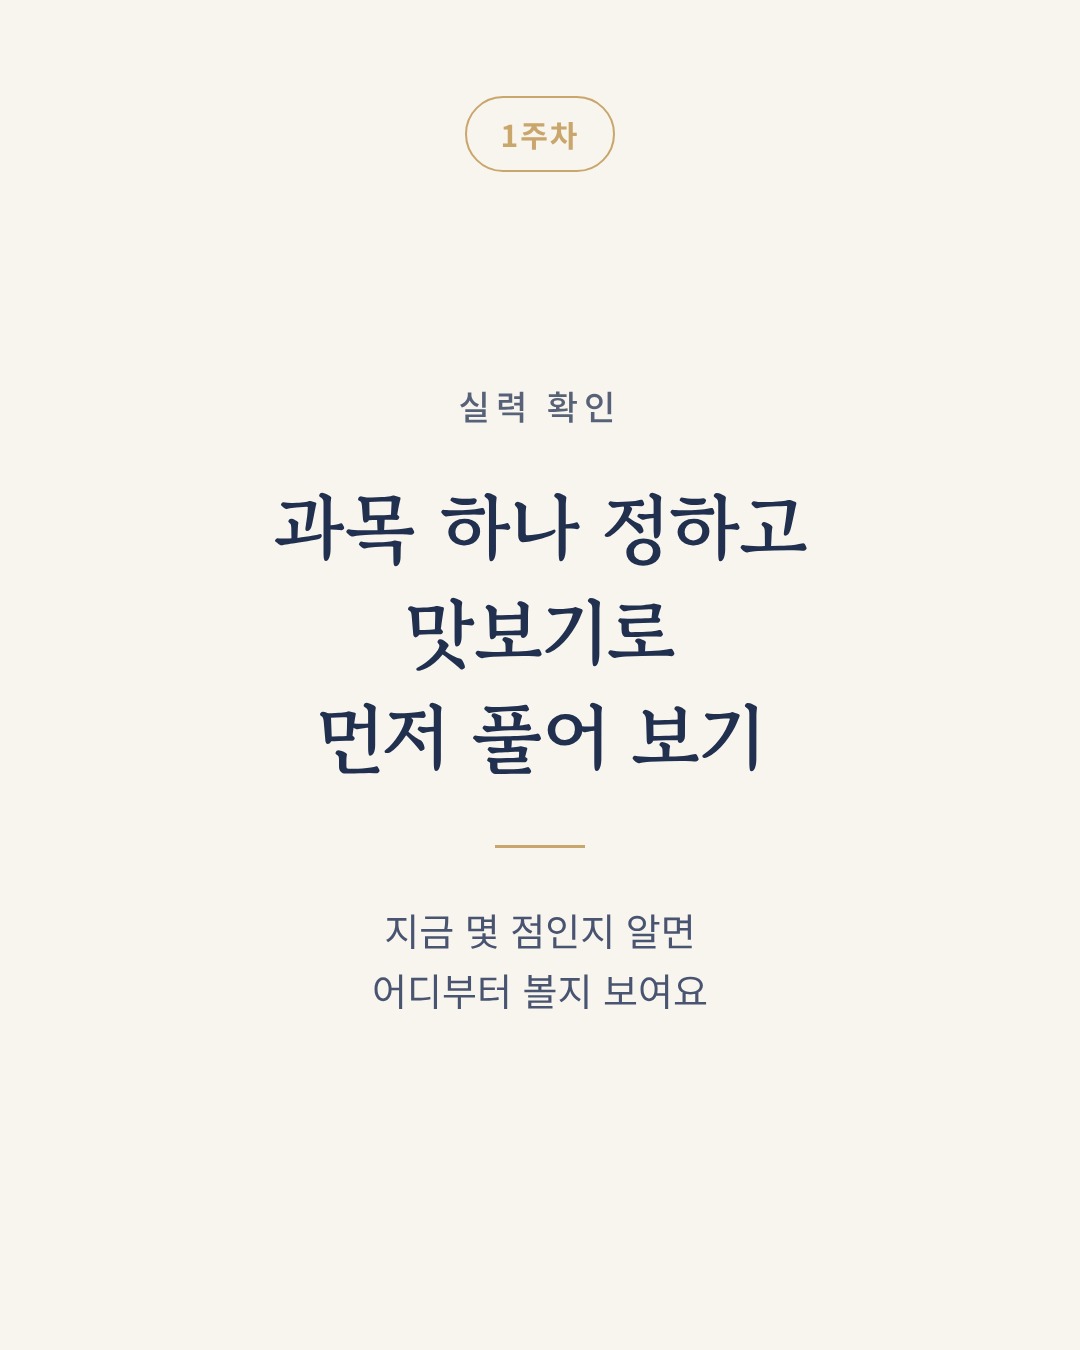 1주차
실력 확인
과목 하나 정하고
맛보기로
먼저 풀어 보기
지금 몇 점인지 알면
어디부터 볼지 보여요